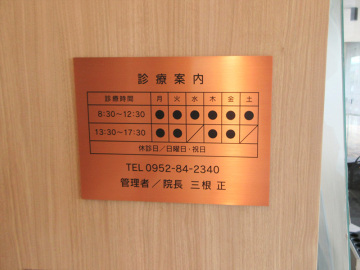 診療案内
診療時間 月 火 水 木 金 土
8:30~12:30 ● ● ● ● ● ●
13:30~17:30 ● ● / ● ● /
休診日/日曜日・祝日
TEL 0952-84-2340
管理者/院長 三根 正